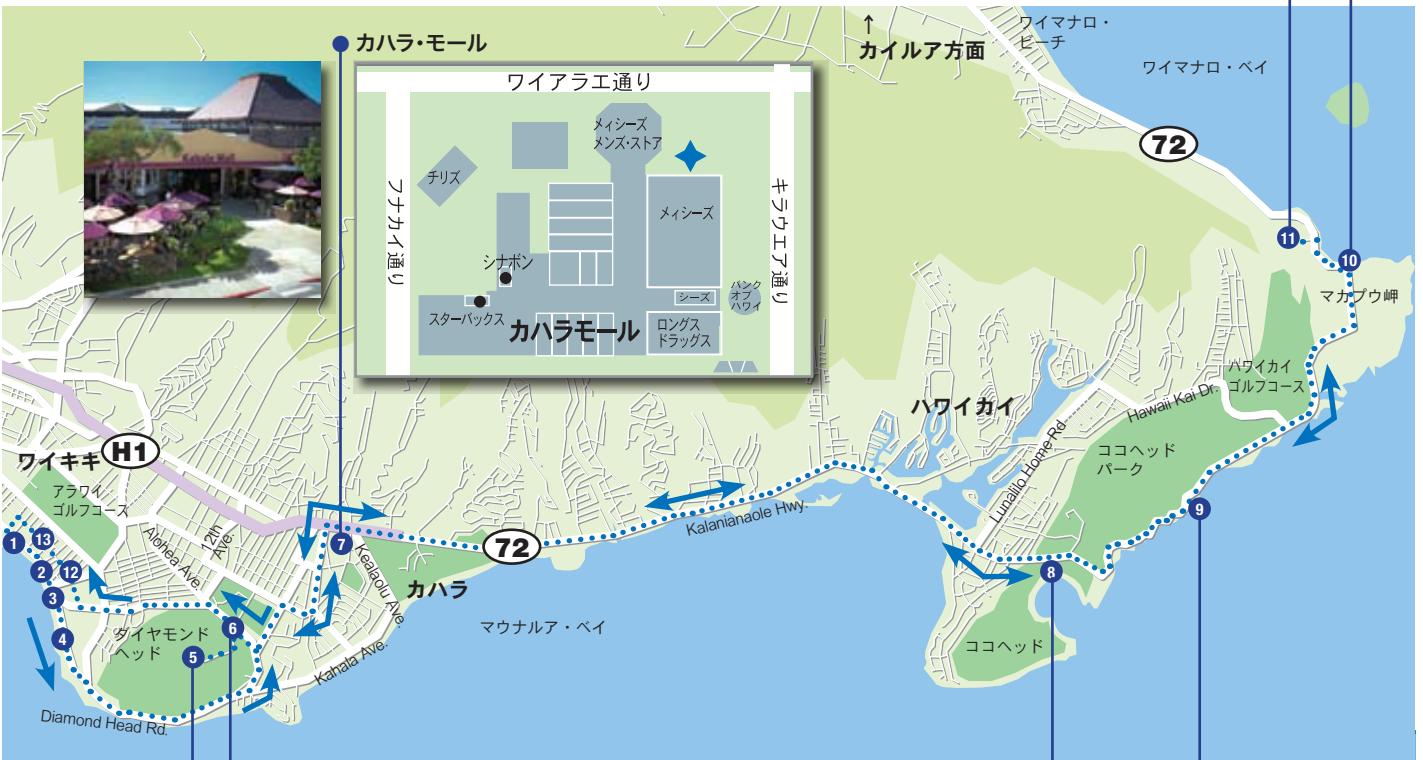 カハラ・モール
ワイアラエ通り
メィシーズ
メンズ・ストア
チリズ
フナカイ通り
メィシーズ
キラウエア通り
シナボン
スターバックス
カハラモール
シーズ
バンク
オブ
ハワイ
ロングス
ドラッグス
Kahala Mall
↑
カイルア方面
ワイマナロ・
ビーチ
ワイマナロ・ベイ
72
11
10
マカプウ岬
ハワイカイ
ゴルフコース
Hawaii Kai Dr.
ハワイカイ
ココヘッド
パーク
Lunalilo Home Rd.
9
8
ココヘッド
Kalanianaole Hwy.
72
マウナルア・ベイ
カハラ
Kealaolu Ave.
7
Kahala Ave.
H1
ワイキキ
アラワイ
ゴルフコース
12th
Ave.
Alohea Ave.
1
13
2
12
3
4
5
6
ダイヤモンド
ヘッド
Diamond Head Rd.